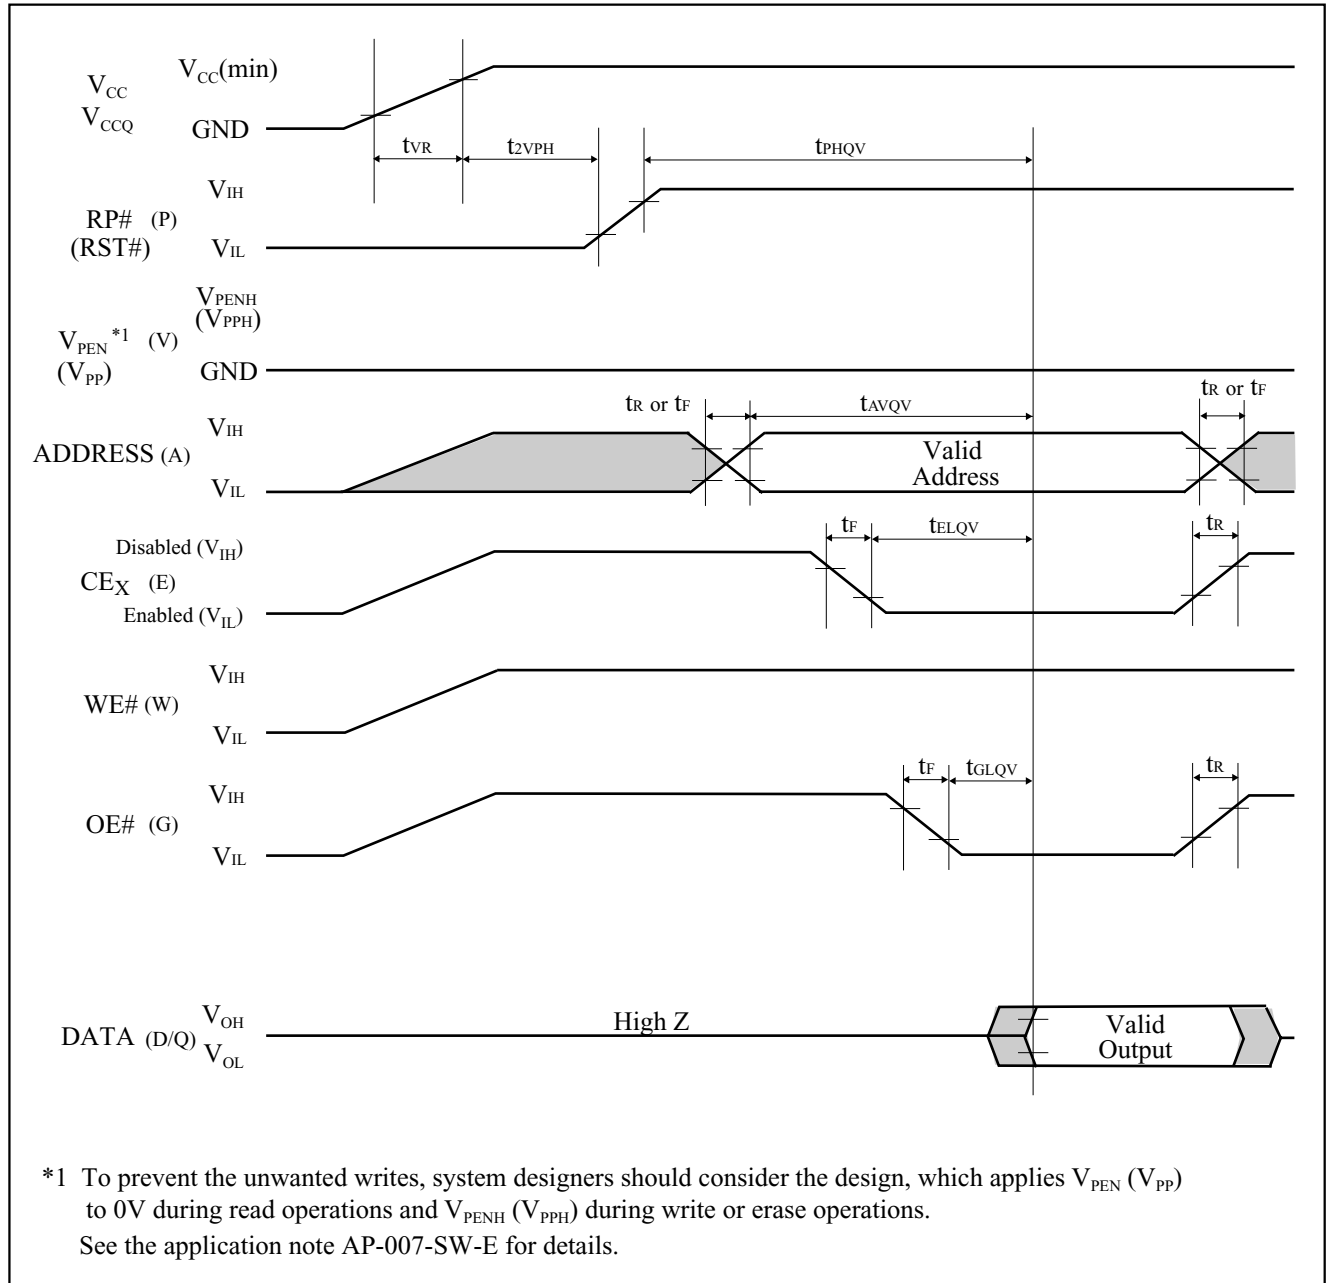 VCC(min)
VCC
VCCQ
GND
tVR
t2VPH
tPHQV
VIH
RP# (P)
(RST#)
VIL
VPENH
(VPPH)
VPEN *1 (V)
(VPP)
GND
tR or tF
tAVQV
tR or tF
VIH
ADDRESS (A)
Valid
Address
VIL
tF
tELQV
tR
Disabled (VIH)
CEX (E)
Enabled (VIL)
VIH
WE# (W)
VIL
tF
tGLQV
tR
VIH
OE# (G)
VIL
VOH
High Z
DATA (D/Q)
Valid
Output
VOL
*1 To prevent the unwanted writes, system designers should consider the design, which applies VPEN (VPP)
to 0V during read operations and VPENH (VPPH) during write or erase operations.
See the application note AP-007-SW-E for details.